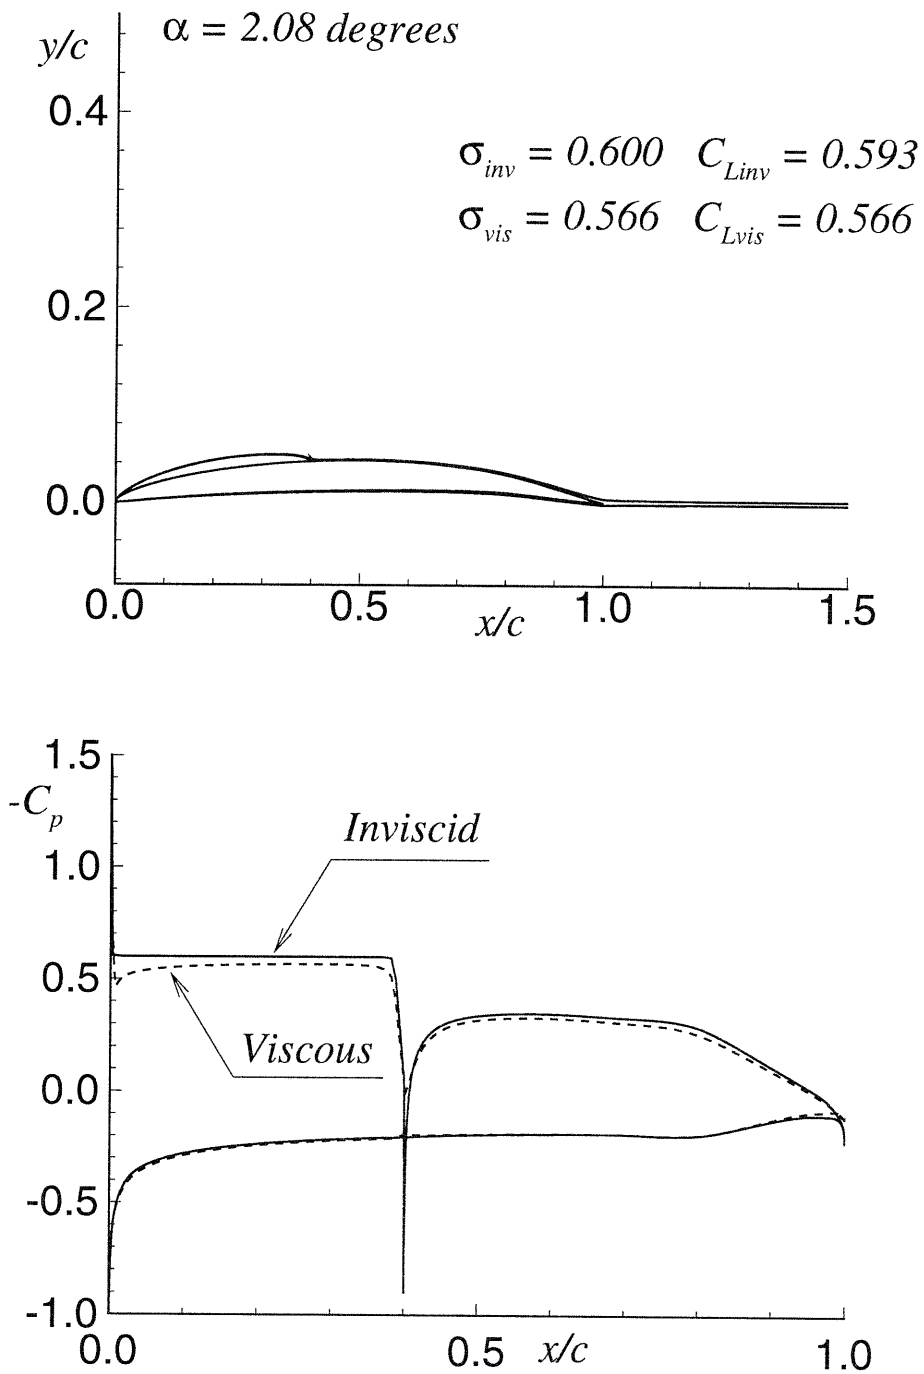 α = 2.08 degrees
y/c
0.4
σinv = 0.600 CLinv = 0.593
σvis = 0.566 CLvis = 0.566
0.2
0.0
0.0 0.5 1.0 1.5
x/c
1.5
-Cp
Inviscid
1.0
0.5
Viscous
0.0
-0.5
-1.0
0.0 0.5 x/c 1.0